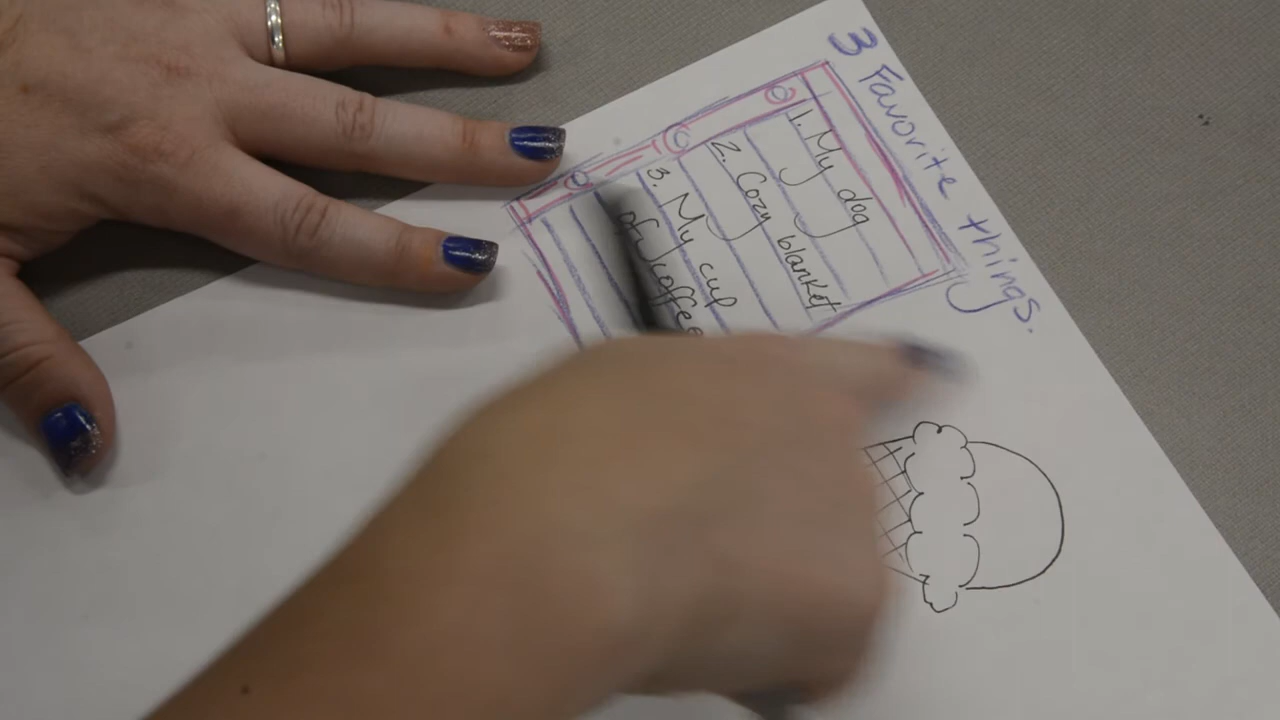 3 Favorite things.
1. My dog
2. Cozy blanket
3. My cup
of coffee